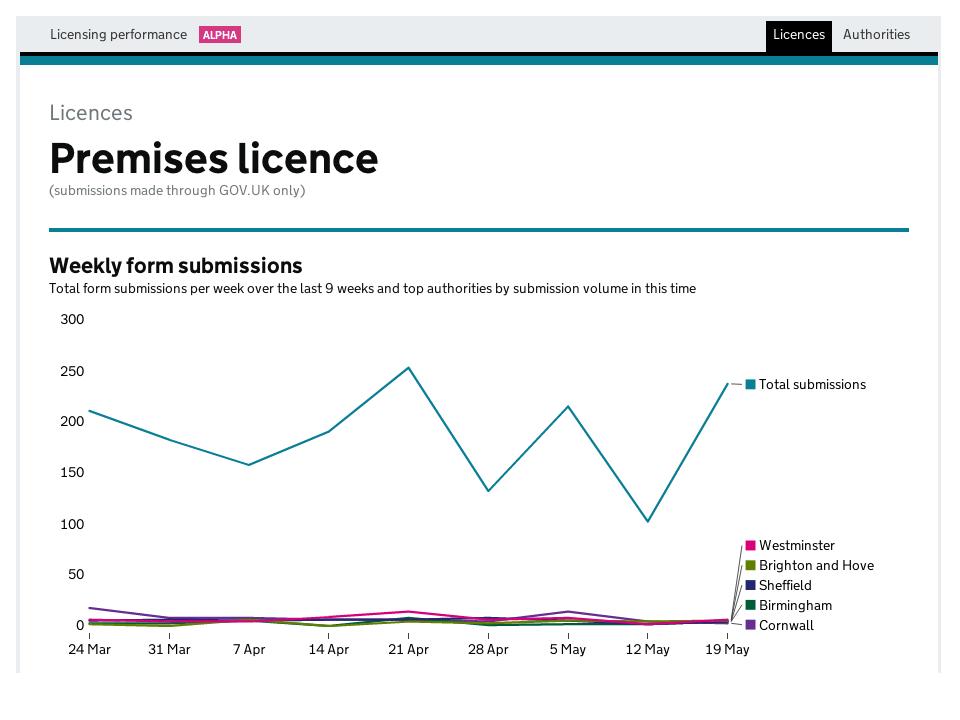 Licensing performance ALPHA Licences Authorities
Licences
Premises licence
(submissions made through GOV.UK only)
Weekly form submissions
Total form submissions per week over the last 9 weeks and top authorities by submission volume in this time
300
250
Total submissions
200
150
100
Westminster
Brighton and Hove
50
Sheffield
Birmingham
0
Cornwall
24 Mar 31 Mar 7 Apr 14 Apr 21 Apr 28 Apr 5 May 12 May 19 May